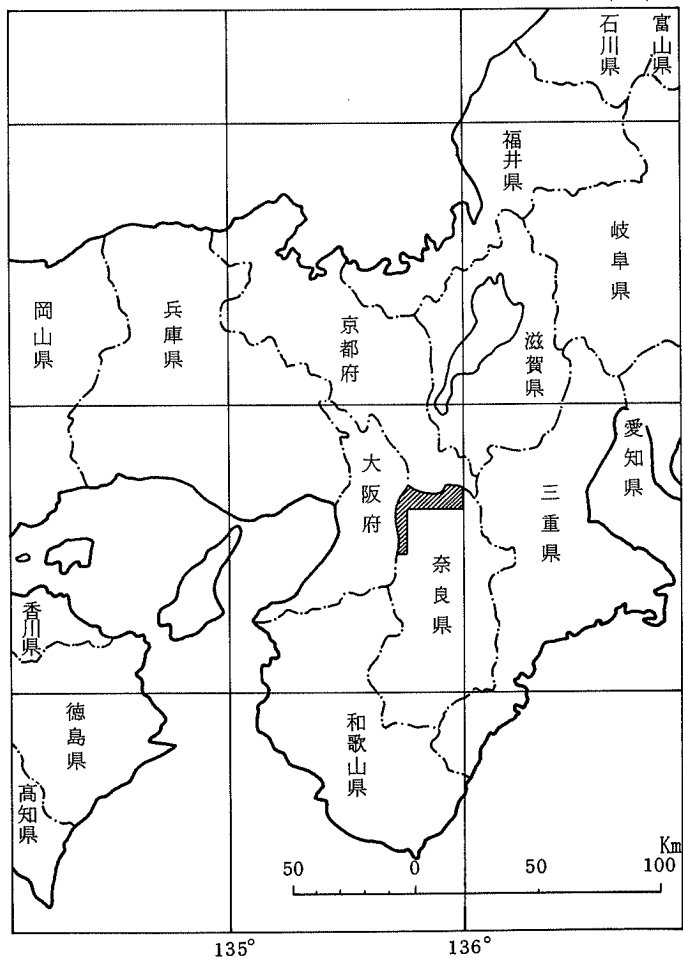 石川県
富山県
福井県
岐阜県
岡山県
兵庫県
京都府
滋賀県
愛知県
大阪府
三重県
奈良県
香川県
徳島県
和歌山県
高知県
Km
50 0 50 100
135°
136°